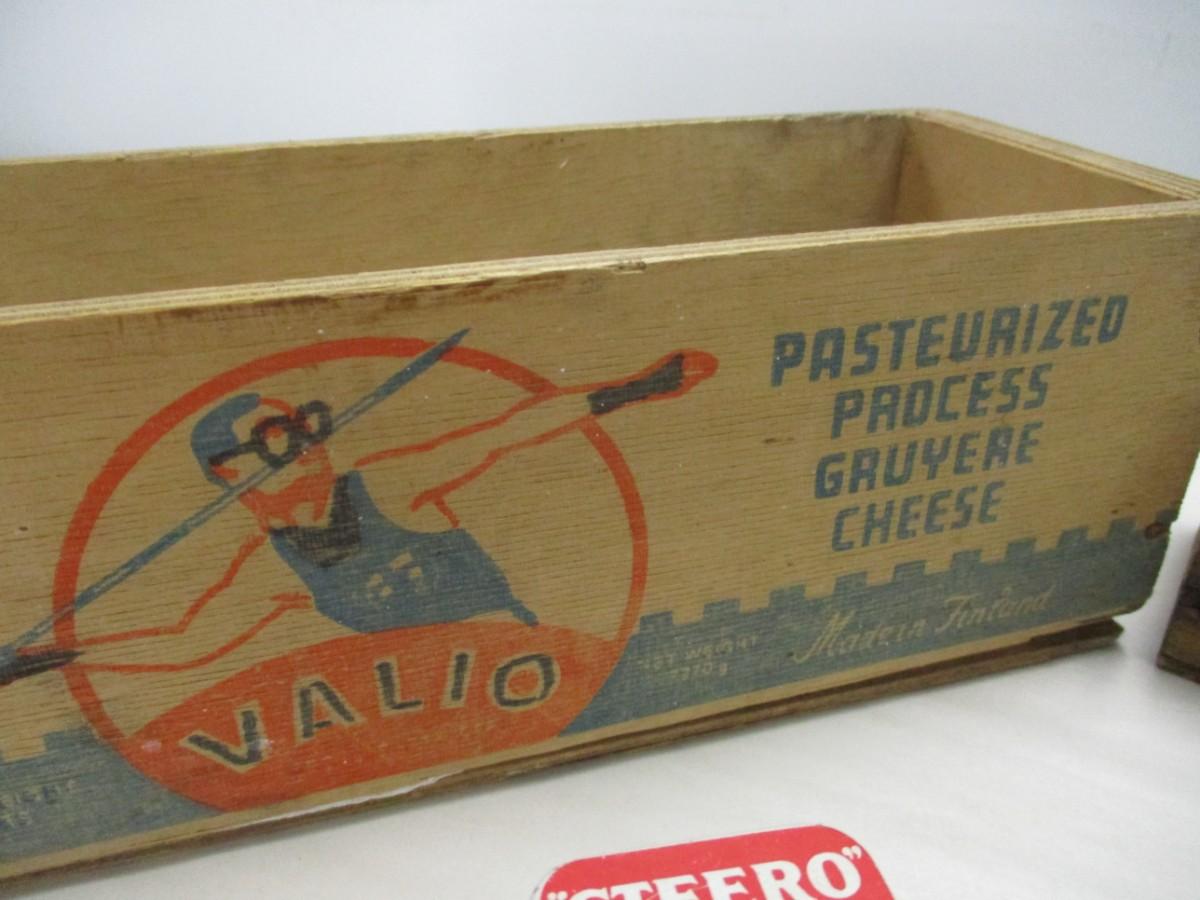 PASTEURIZED
PROCESS
GRUYERE
CHEESE
Made in Finland
VALIO
"STEERO"